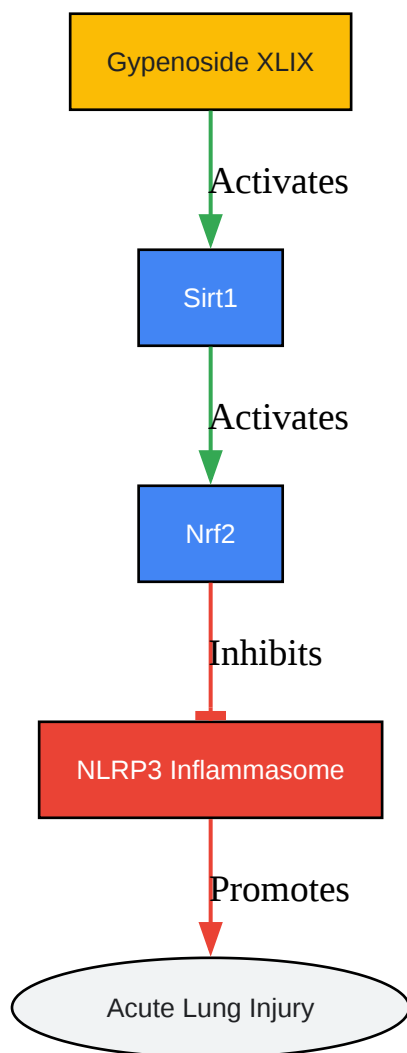 Gypenoside XLIX
Activates
Sirt1
Activates
Nrf2
Inhibits
NLRP3 Inflammasome
Promotes
Acute Lung Injury